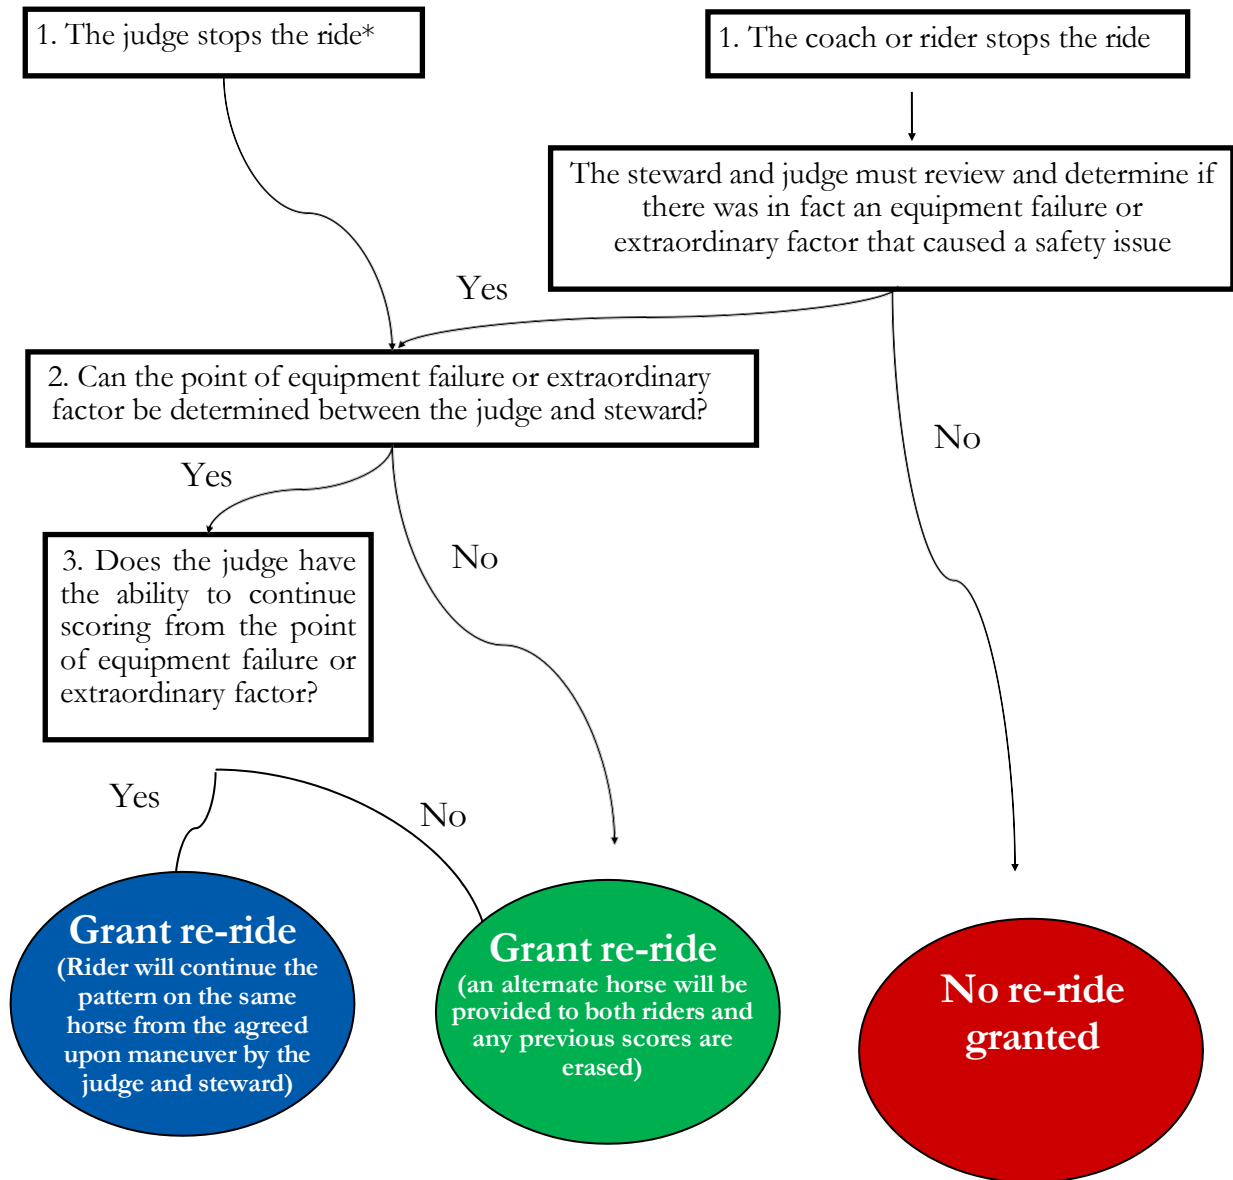 1. The judge stops the ride*
1. The coach or rider stops the ride
The steward and judge must review and determine if
there was in fact an equipment failure or
extraordinary factor that caused a safety issue
Yes
No
2. Can the point of equipment failure or extraordinary
factor be determined between the judge and steward?
Yes
No
3. Does the judge have
the ability to continue
scoring from the point
of equipment failure or
extraordinary factor?
Yes
No
Grant re-ride
(Rider will continue the
pattern on the same
horse from the agreed
upon maneuver by the
judge and steward)
Grant re-ride
(an alternate horse will be
provided to both riders and
any previous scores are
erased)
No re-ride
granted